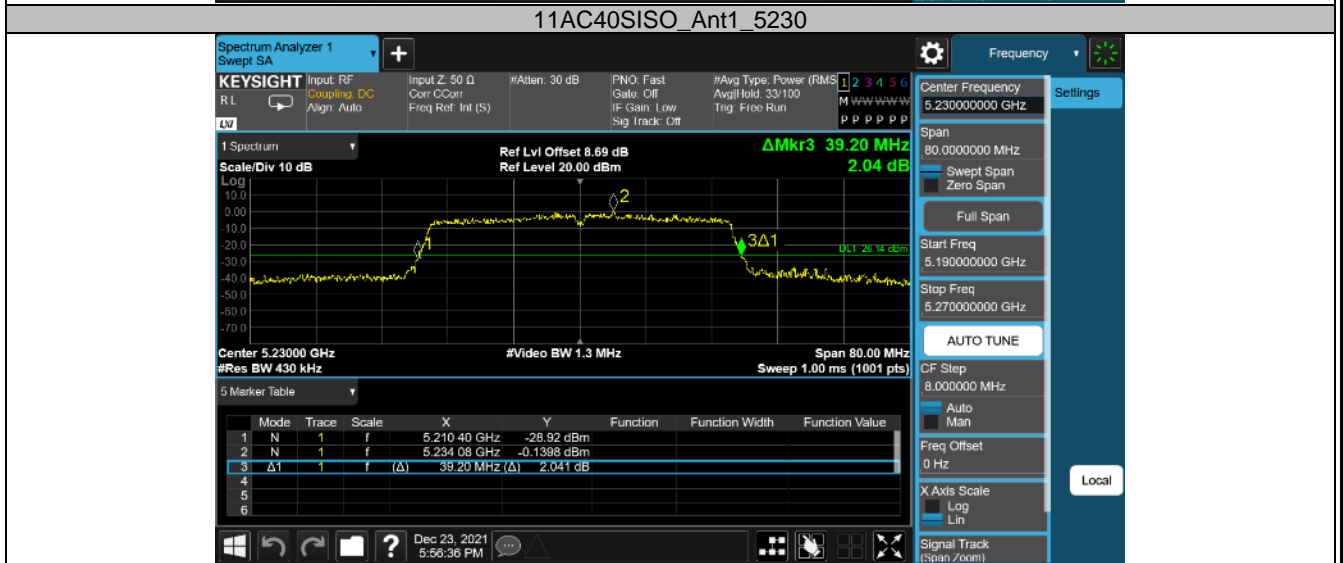 11AC40SISO_Ant1_5230
Spectrum Analyzer 1
Swept SA
+
Frequency
KEYSIGHT
Input: RF
Coupling: DC
Align: Auto
Input Z: 50 Ω
Corr CCorr
Freq Ref: Int (S)
#Atten: 30 dB
PNO: Fast
Gate: Off
IF Gain: Low
Sig Track: Off
#Avg Type: Power (RMS
Avg|Hold: 33/100
Trig: Free Run
1 2 3 4 5 6
M W W W W W
P P P P P P
R L
LXI
1 Spectrum
Scale/Div 10 dB
Ref Lvl Offset 8.69 dB
Ref Level 20.00 dBm
ΔMkr3 39.20 MHz
2.04 dB
Log
10.0
0.00
-10.0
-20.0
-30.0
-40.0
-50.0
-60.0
-70.0
1
2
3Δ1
DL1 -26.14 dBm
Center 5.23000 GHz
#Res BW 430 kHz
#Video BW 1.3 MHz
Span 80.00 MHz
Sweep 1.00 ms (1001 pts)
5 Marker Table
Mode Trace Scale X Y Function Function Width Function Value
1 N 1 f 5.210 40 GHz -28.92 dBm
2 N 1 f 5.234 08 GHz -0.1398 dBm
3 Δ1 1 f (Δ) 39.20 MHz (Δ) 2.041 dB
4
5
6
Dec 23, 2021
5:56:36 PM
?
Center Frequency
5.230000000 GHz
Settings
Span
80.0000000 MHz
Swept Span
Zero Span
Full Span
Start Freq
5.190000000 GHz
Stop Freq
5.270000000 GHz
AUTO TUNE
CF Step
8.000000 MHz
Auto
Man
Freq Offset
0 Hz
X Axis Scale
Log
Lin
Local
Signal Track
(Span Zoom)